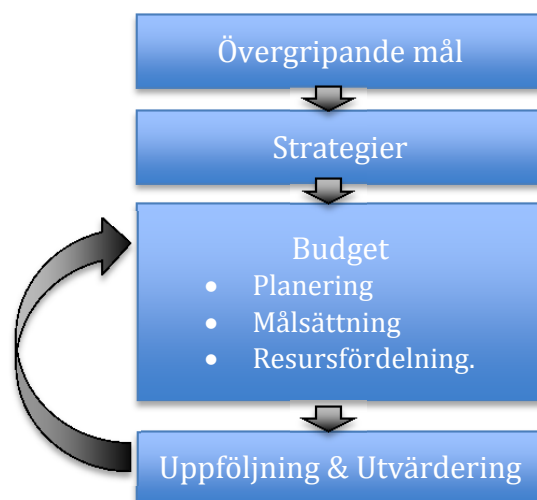 Övergripande mål
Strategier
Budget
• Planering
• Målsättning
• Resursfördelning.
Uppföljning & Utvärdering